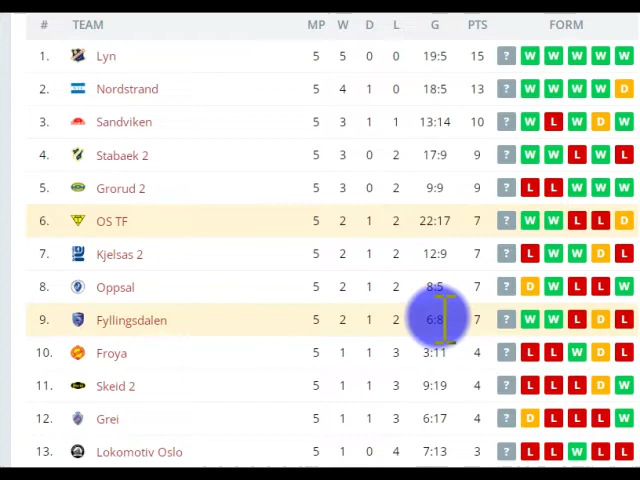 # TEAM MP W D L G PTS FORM
1. Lyn 5 5 0 0 19:5 15 ? W W W W W
2. Nordstrand 5 4 1 0 18:5 13 ? W W W W D
3. Sandviken 5 3 1 1 13:14 10 ? W L W D W
4. Stabaek 2 5 3 0 2 17:9 9 ? W W L W L
5. Grorud 2 5 3 0 2 9:9 9 ? L L W W W
6. OS TF 5 2 1 2 22:17 7 ? W W L L D
7. Kjelsas 2 5 2 1 2 12:9 7 ? L W W D L
8. Oppsal 5 2 1 2 8:5 7 ? D W L L W
9. Fyllingsdalen 5 2 1 2 6:8 7 ? W W L D L
10. Froya 5 1 1 3 3:11 4 ? L L W D L
11. Skeid 2 5 1 1 3 9:19 4 ? L L L D W
12. Grei 5 1 1 3 6:17 4 ? D L L L W
13. Lokomotiv Oslo 5 1 0 4 7:13 3 ? L L W L L